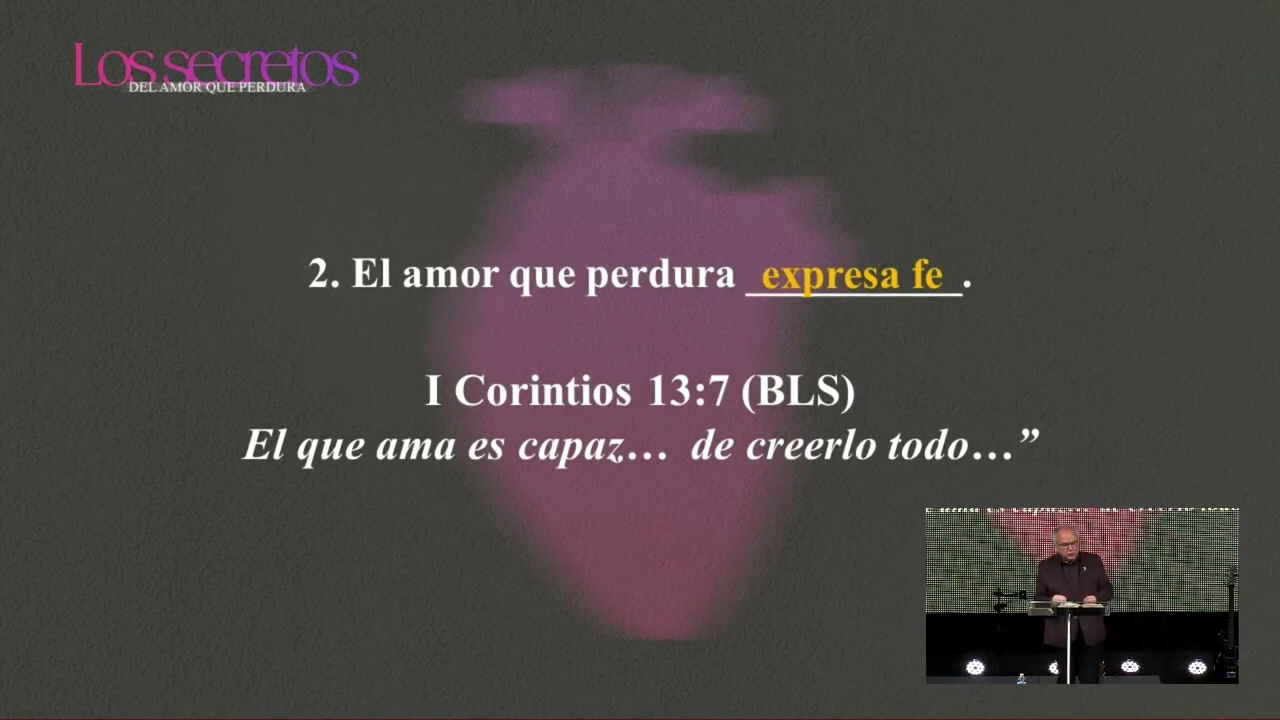 Los secretos
DEL AMOR QUE PERDURA
2. El amor que perdura expresa fe.
I Corintios 13:7 (BLS)
El que ama es capaz... de creerlo todo...”